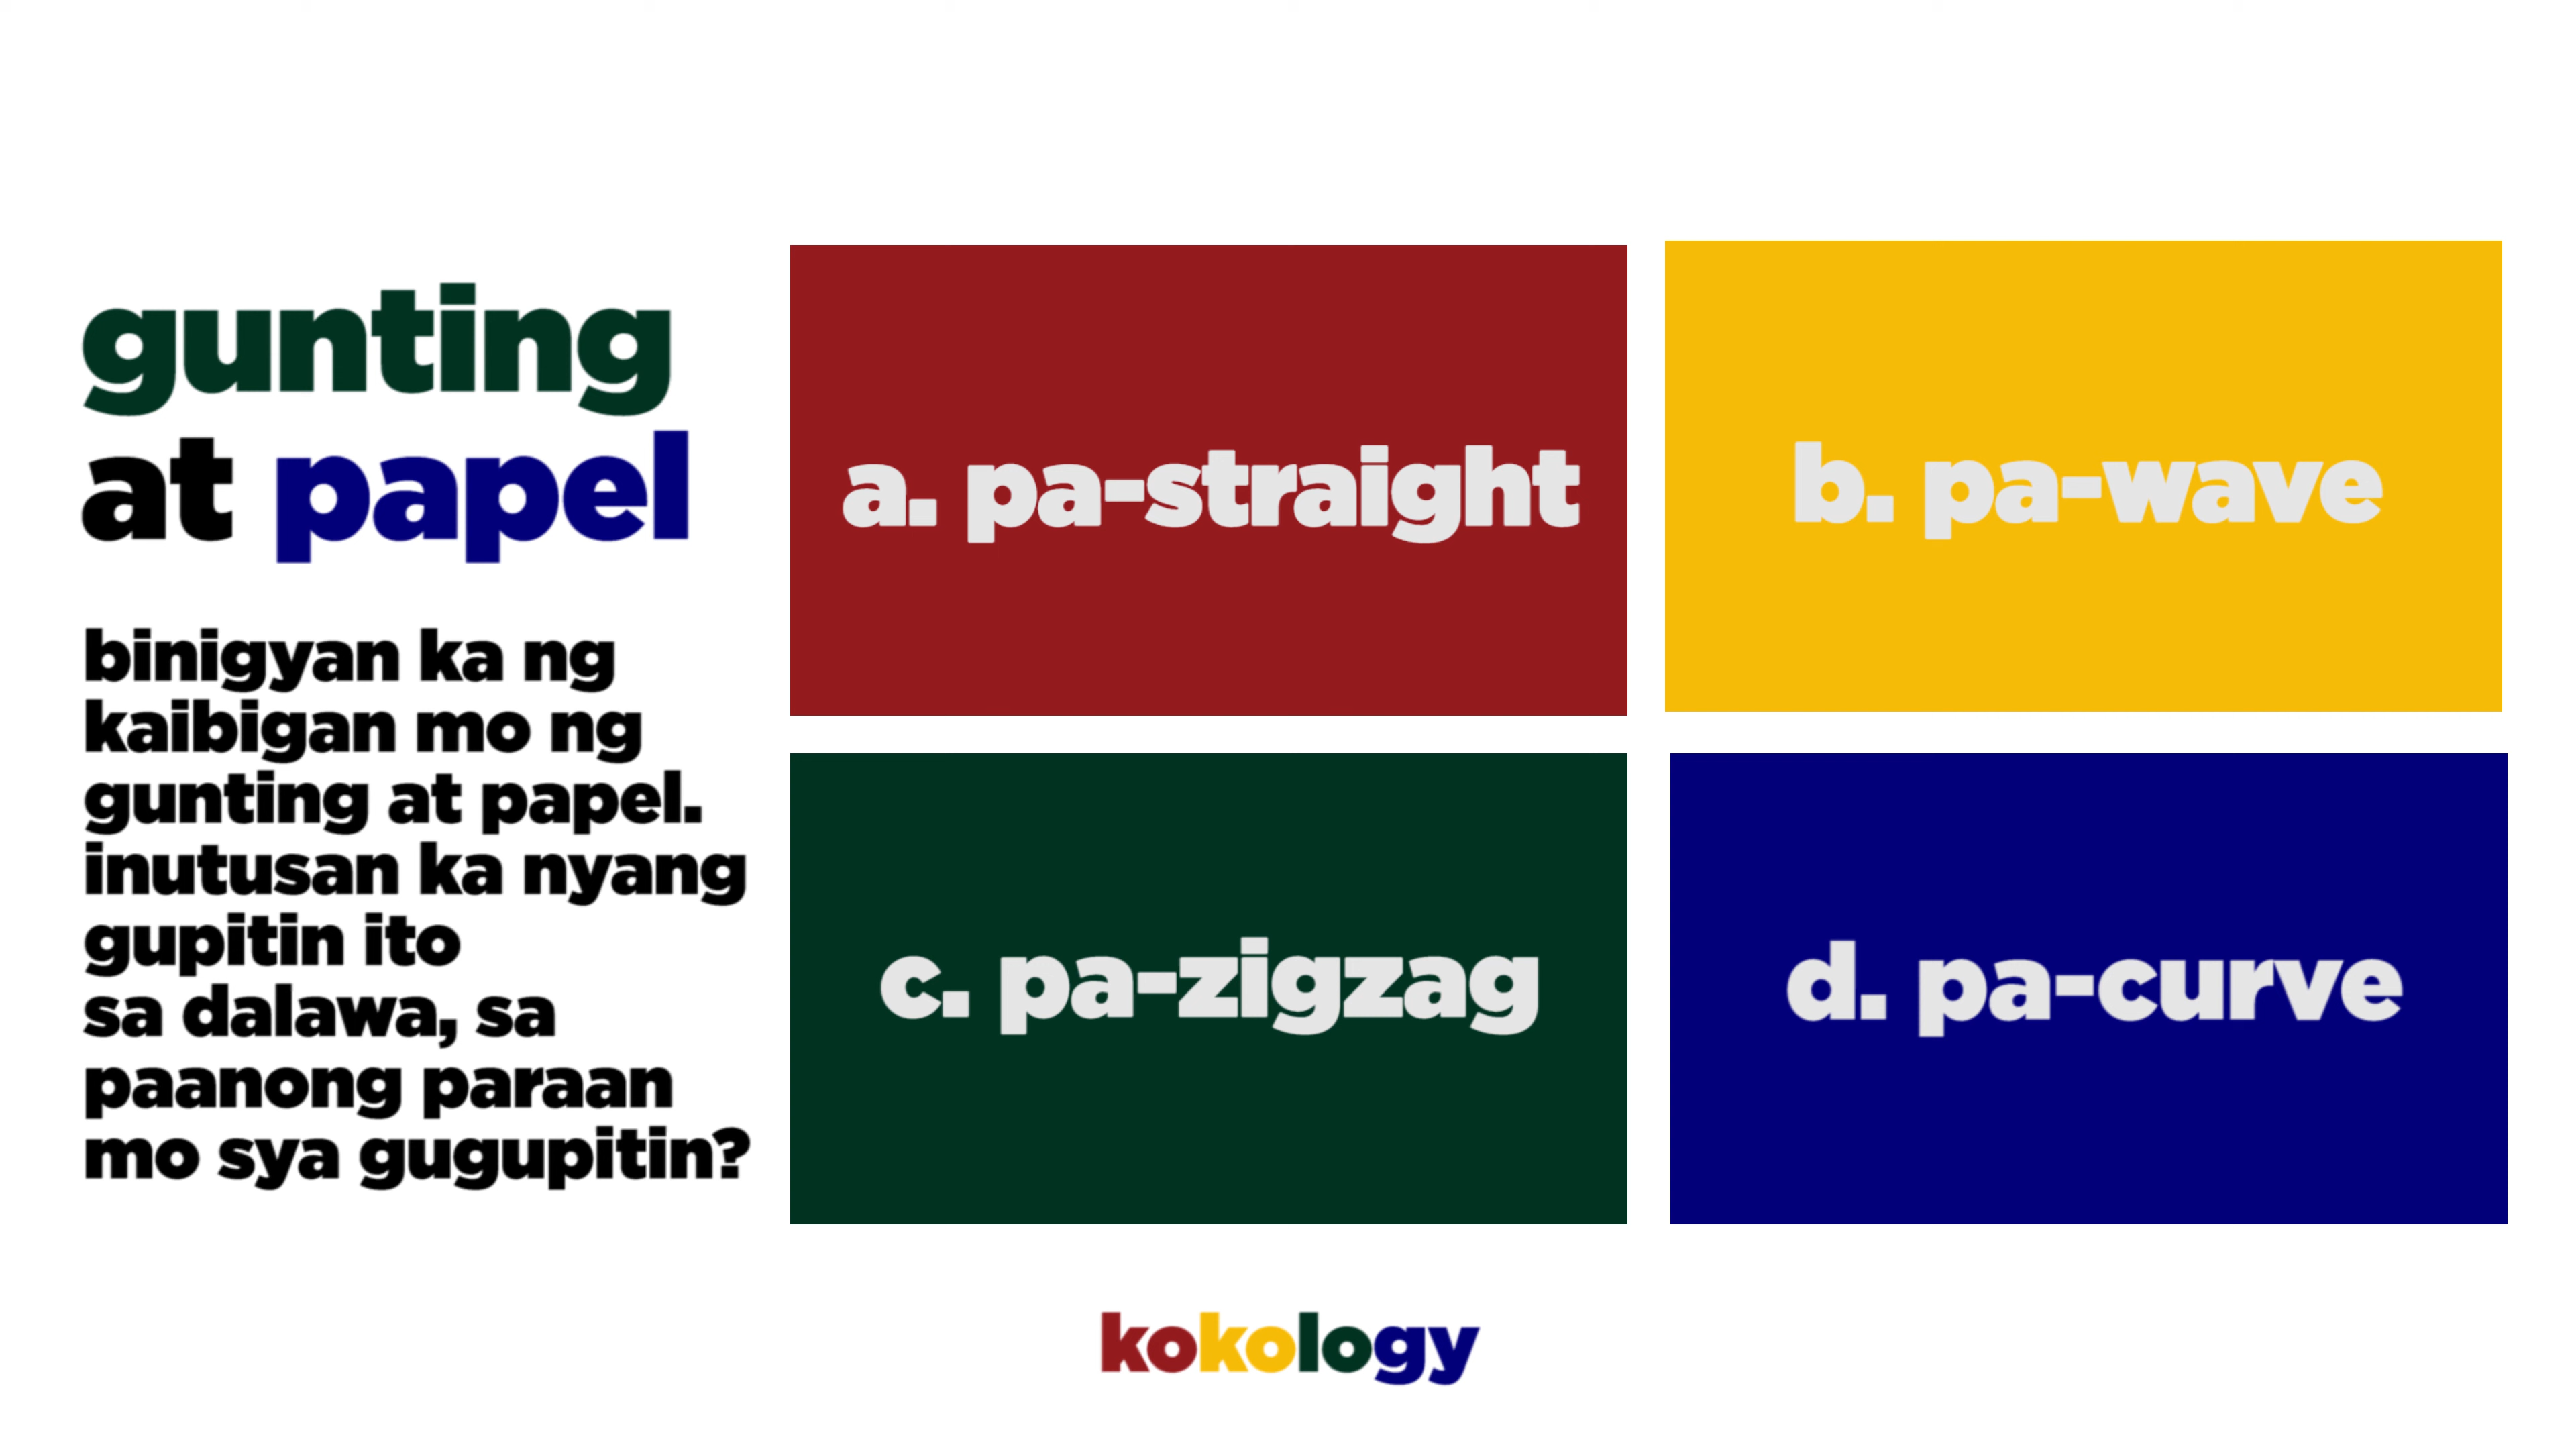 gunting
at papel
binigyan ka ng
kaibigan mo ng
gunting at papel.
inutusan ka nyang
gupitin ito
sa dalawa, sa
paanong paraan
mo sya gugupitin?
a. pa-straight
b. pa-wave
c. pa-zigzag
d. pa-curve
kokology